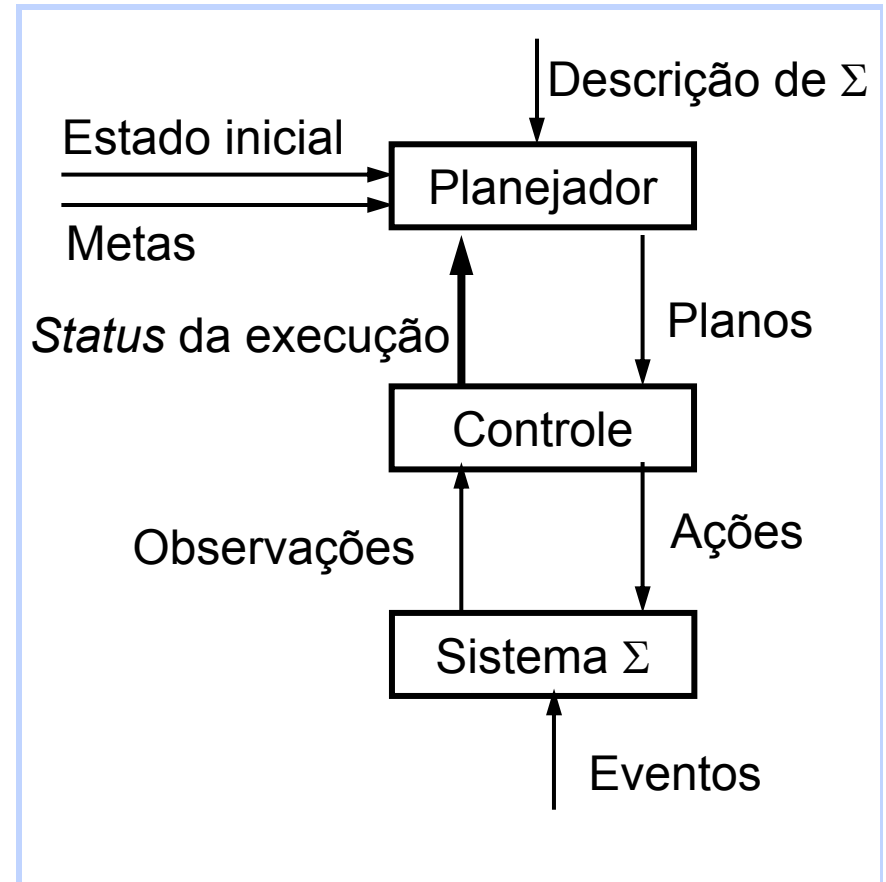 Descrição de Σ
Estado inicial
Planejador
Metas
Status da execução
Planos
Controle
Observações
Ações
Sistema Σ
Eventos